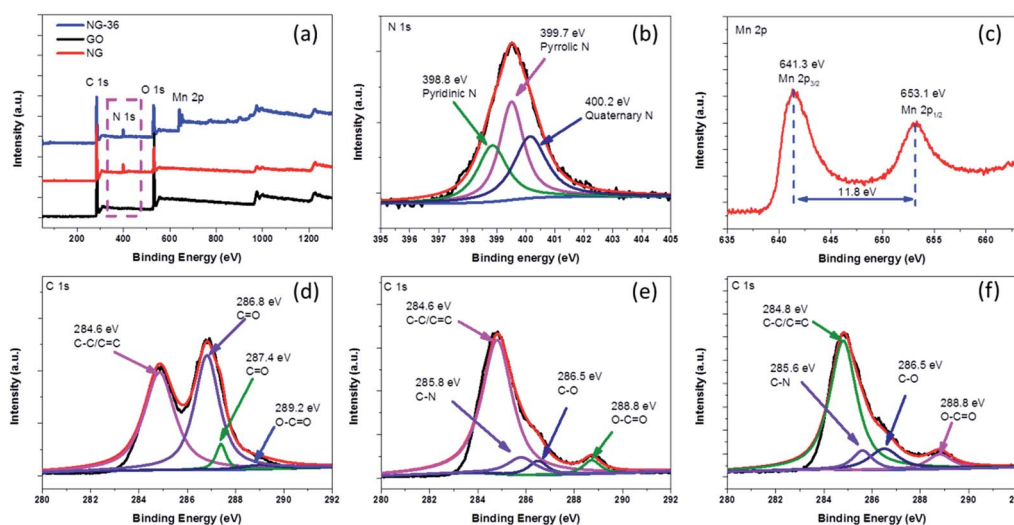 NG-36
GO
NG
(a)
C 1s
N 1s
O 1s
Mn 2p
Intensity (a.u.)
200 400 600 800 1000 1200
Binding Energy (eV)
N 1s
(b)
399.7 eV
Pyrrolic N
398.8 eV
Pyridinic N
400.2 eV
Quaternary N
Intensity (a.u.)
395 396 397 398 399 400 401 402 403 404 405
Binding Energy (eV)
Mn 2p
(c)
641.3 eV
Mn 2p3/2
653.1 eV
Mn 2p1/2
11.8 eV
Intensity (a.u.)
635 640 645 650 655 660
Binding energy (eV)
C 1s
(d)
284.6 eV
C-C/C=C
286.8 eV
C=O
287.4 eV
C=O
289.2 eV
O-C=O
Intensity (a.u.)
280 282 284 286 288 290 292
Binding Energy (eV)
C 1s
(e)
284.6 eV
C-C/C=C
285.8 eV
C-N
286.5 eV
C-O
288.8 eV
O-C=O
Intensity (a.u.)
280 282 284 286 288 290 292
Binding Energy (eV)
C 1s
(f)
284.8 eV
C-C/C=C
285.6 eV
C-N
286.5 eV
C-O
288.8 eV
O-C=O
Intensity (a.u.)
280 282 284 286 288 290
Binding Energy (eV)